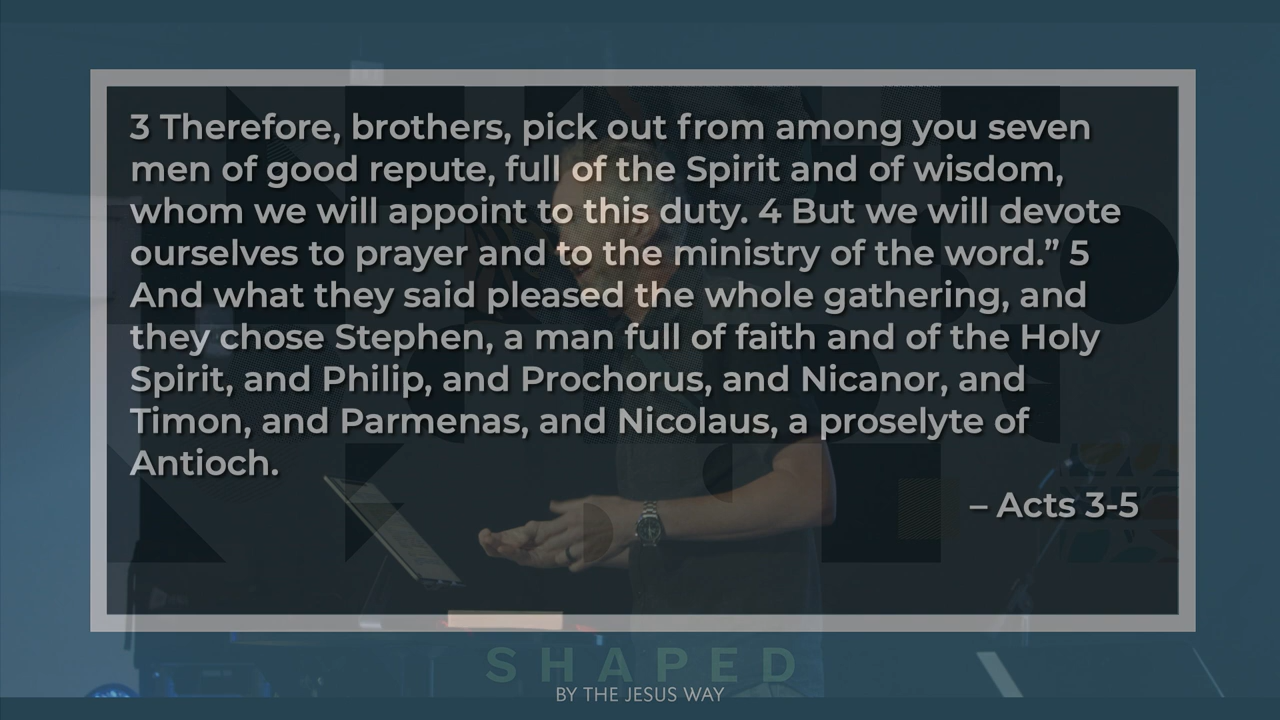 3 Therefore, brothers, pick out from among you seven
men of good repute, full of the Spirit and of wisdom,
whom we will appoint to this duty. 4 But we will devote
ourselves to prayer and to the ministry of the word.” 5
And what they said pleased the whole gathering, and
they chose Stephen, a man full of faith and of the Holy
Spirit, and Philip, and Prochorus, and Nicanor, and
Timon, and Parmenas, and Nicolaus, a proselyte of
Antioch.
– Acts 3-5
SHAPED
BY THE JESUS WAY